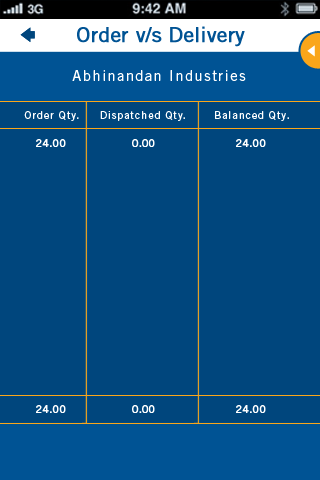 3G 9:42 AM
Order v/s Delivery
Abhinandan Industries
Order Qty. Dispatched Qty. Balanced Qty.
24.00 0.00 24.00
24.00 0.00 24.00